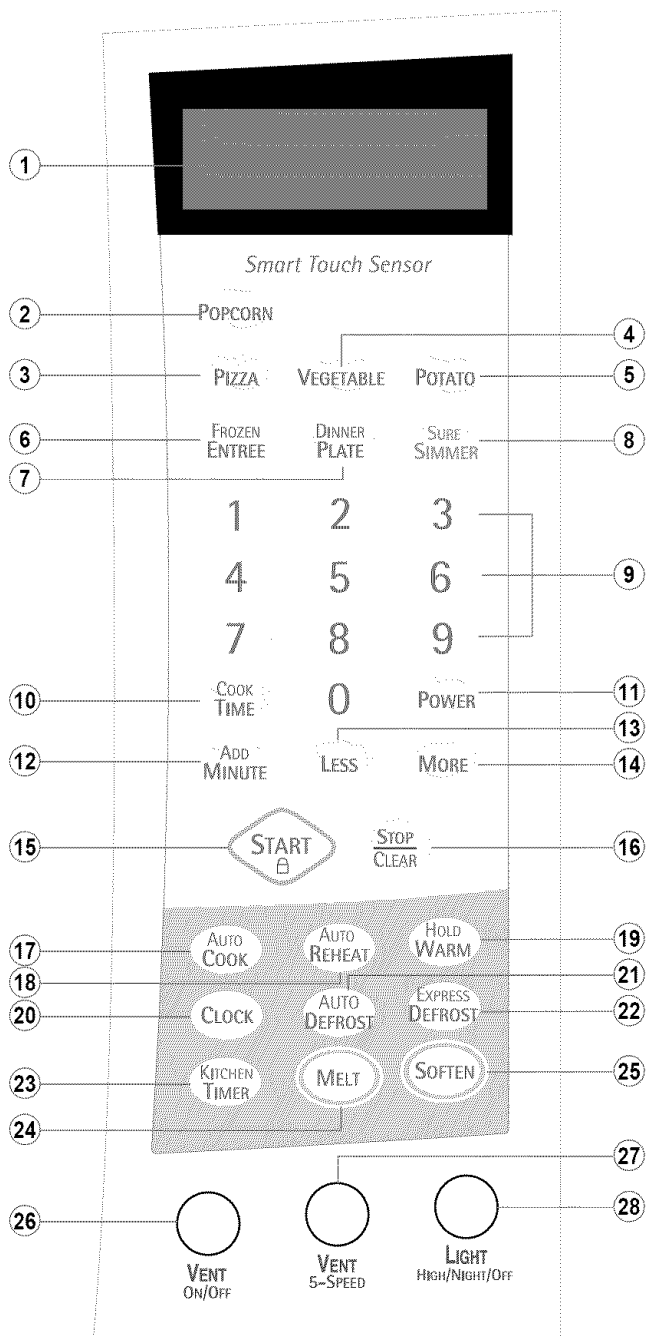 1
Smart Touch Sensor
2 POPCORN
4
3 PIZZA VEGETABLE POTATO 5
6 FROZEN ENTREE DINNER PLATE SURE SIMMER 8
7
1 2 3
4 5 6 9
7 8 9
10 COOK TIME 0 POWER 11
13
12 ADD MINUTE LESS MORE 14
15 START STOP CLEAR 16
17 AUTO COOK AUTO REHEAT HOLD WARM 19
18 21
20 CLOCK AUTO DEFROST EXPRESS DEFROST 22
23 KITCHEN TIMER MELT SOFTEN 25
24
27
26 28
VENT ON/OFF VENT 5-SPEED LIGHT HIGH/NIGHT/OFF